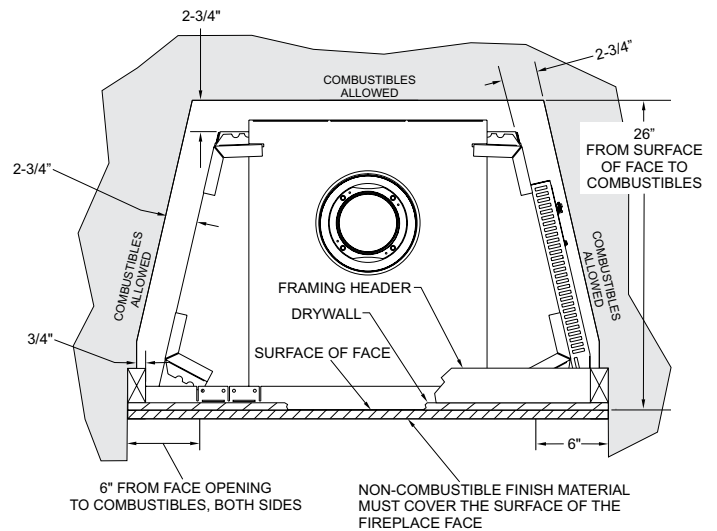 2-3/4"
2-3/4"
COMBUSTIBLES
ALLOWED
26"
FROM SURFACE
OF FACE TO
COMBUSTIBLES
2-3/4"
COMBUSTIBLES
ALLOWED
COMBUSTIBLES
ALLOWED
FRAMING HEADER
DRYWALL
3/4"
SURFACE OF FACE
6"
6" FROM FACE OPENING
TO COMBUSTIBLES, BOTH SIDES
NON-COMBUSTIBLE FINISH MATERIAL
MUST COVER THE SURFACE OF THE
FIREPLACE FACE